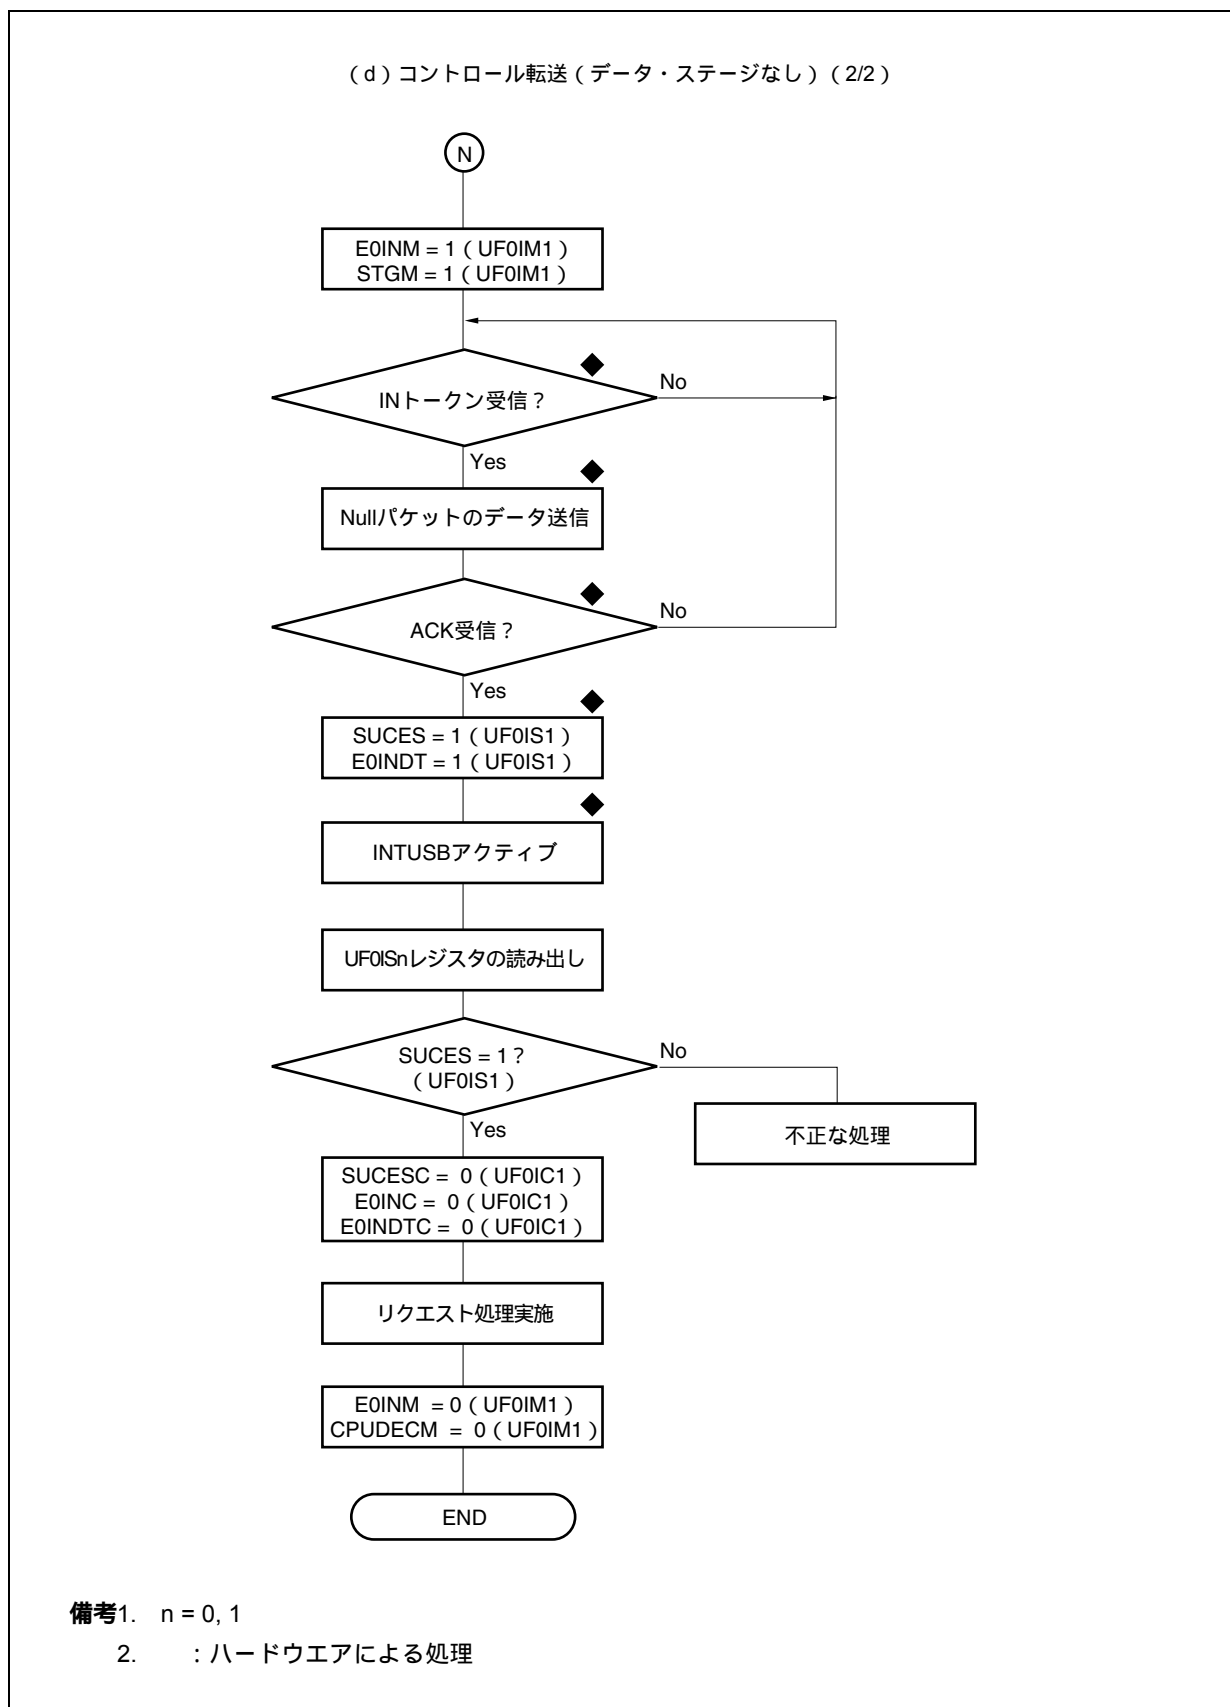 （d）コントロール転送（データ・ステージなし）（2/2）
N
E0INM = 1（UF0IM1）
STGM = 1（UF0IM1）
INトークン受信？
No
Yes
Nullパケットのデータ送信
ACK受信？
No
Yes
SUCES = 1（UF0IS1）
E0INDT = 1（UF0IS1）
INTUSBアクティブ
UF0ISnレジスタの読み出し
SUCES = 1？
（UF0IS1）
No
Yes
不正な処理
SUCESC = 0（UF0IC1）
E0INC = 0（UF0IC1）
E0INDTC = 0（UF0IC1）
リクエスト処理実施
E0INM = 0（UF0IM1）
CPUDECM = 0（UF0IM1）
END
備考1. n = 0, 1
2. ：ハードウエアによる処理